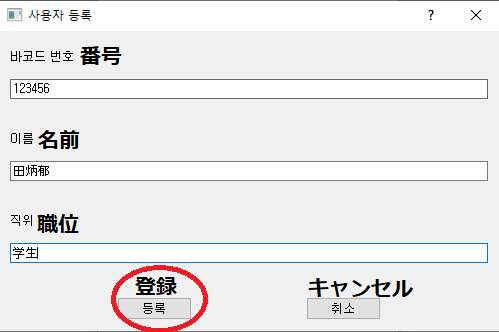 사용자 등록
바코드 번호 番号
123456
이름 名前
田炳郁
직위 職位
学生
登録 キャンセル
등록 취소